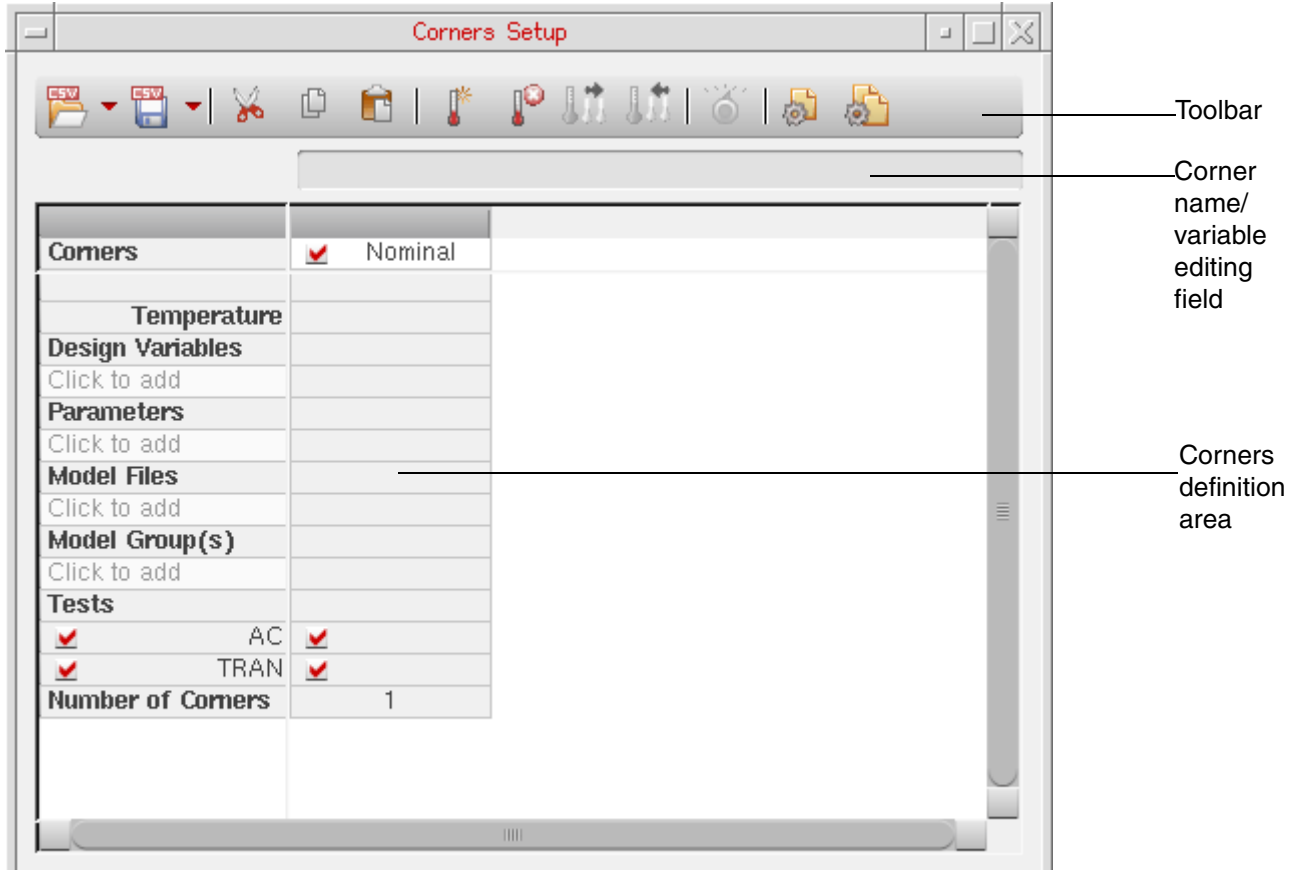 Corners Setup
CSV CSV
Toolbar
Corner
name/
variable
editing
field
Corners Nominal
Temperature
Design Variables
Click to add
Parameters
Click to add
Model Files
Click to add
Model Group(s)
Click to add
Tests
AC
TRAN
Number of Corners 1
Corners
definition
area